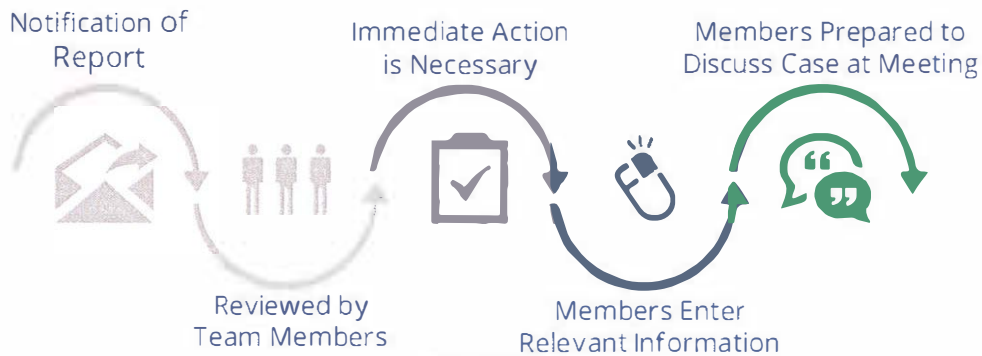 Notification of
Report
Reviewed by
Team Members
Immediate Action
is Necessary
Members Enter
Relevant Information
Members Prepared to
Discuss Case at Meeting